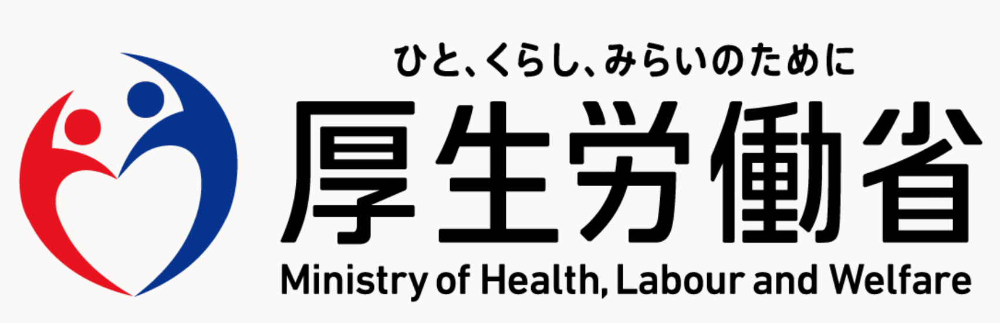 ひと、くらし、みらいのために
厚生労働省
Ministry of Health, Labour and Welfare